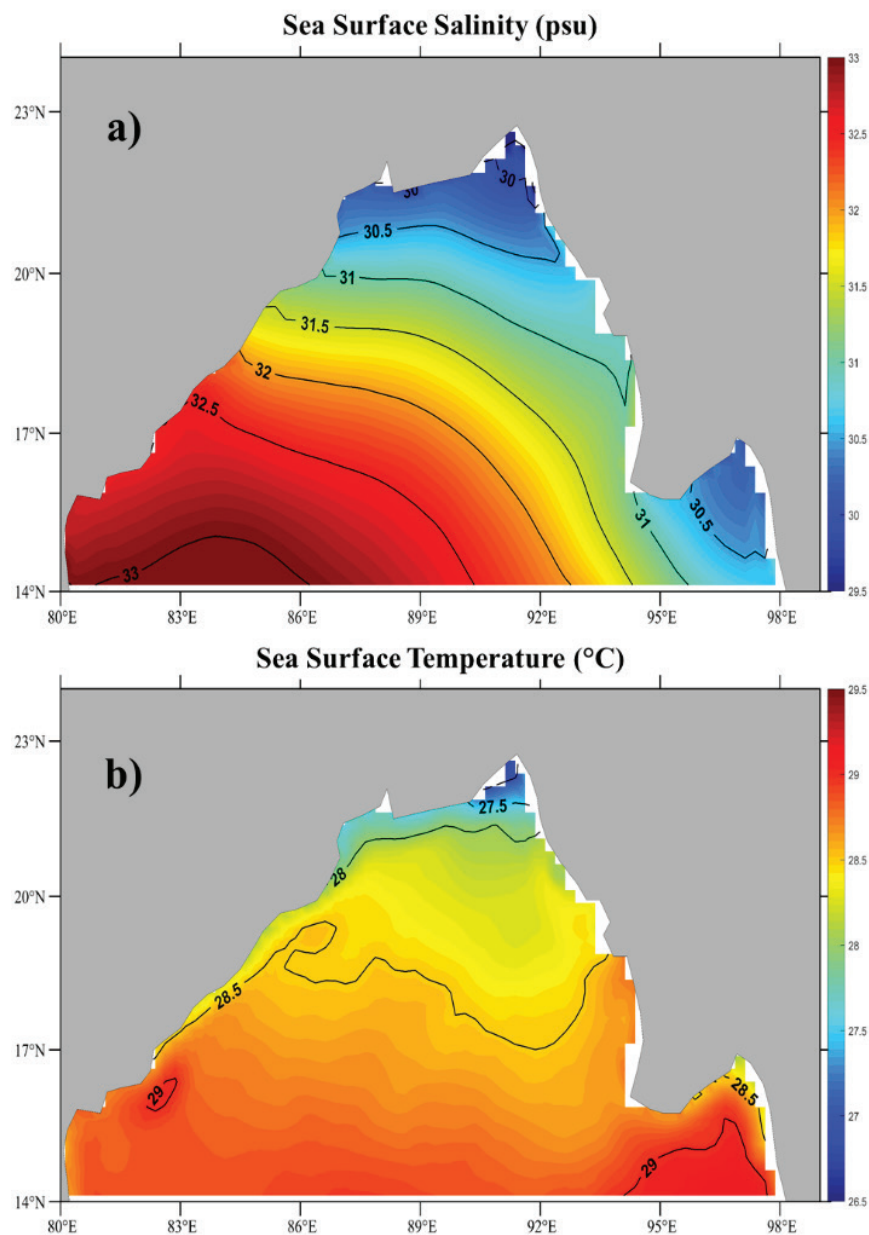 Sea Surface Salinity (psu)
a)
23°N
20°N
17°N
14°N
80°E 83°E 86°E 89°E 92°E 95°E 98°E
30 30
30.5
31
31.5
32
32.5
33
31
30.5
33
32.5
32
31.5
31
30.5
30
29.5
Sea Surface Temperature (°C)
b)
23°N
20°N
17°N
14°N
80°E 83°E 86°E 89°E 92°E 95°E 98°E
27.5
28
28.5
29
28.5
29
29.5
29
28.5
28
27.5
27
26.5